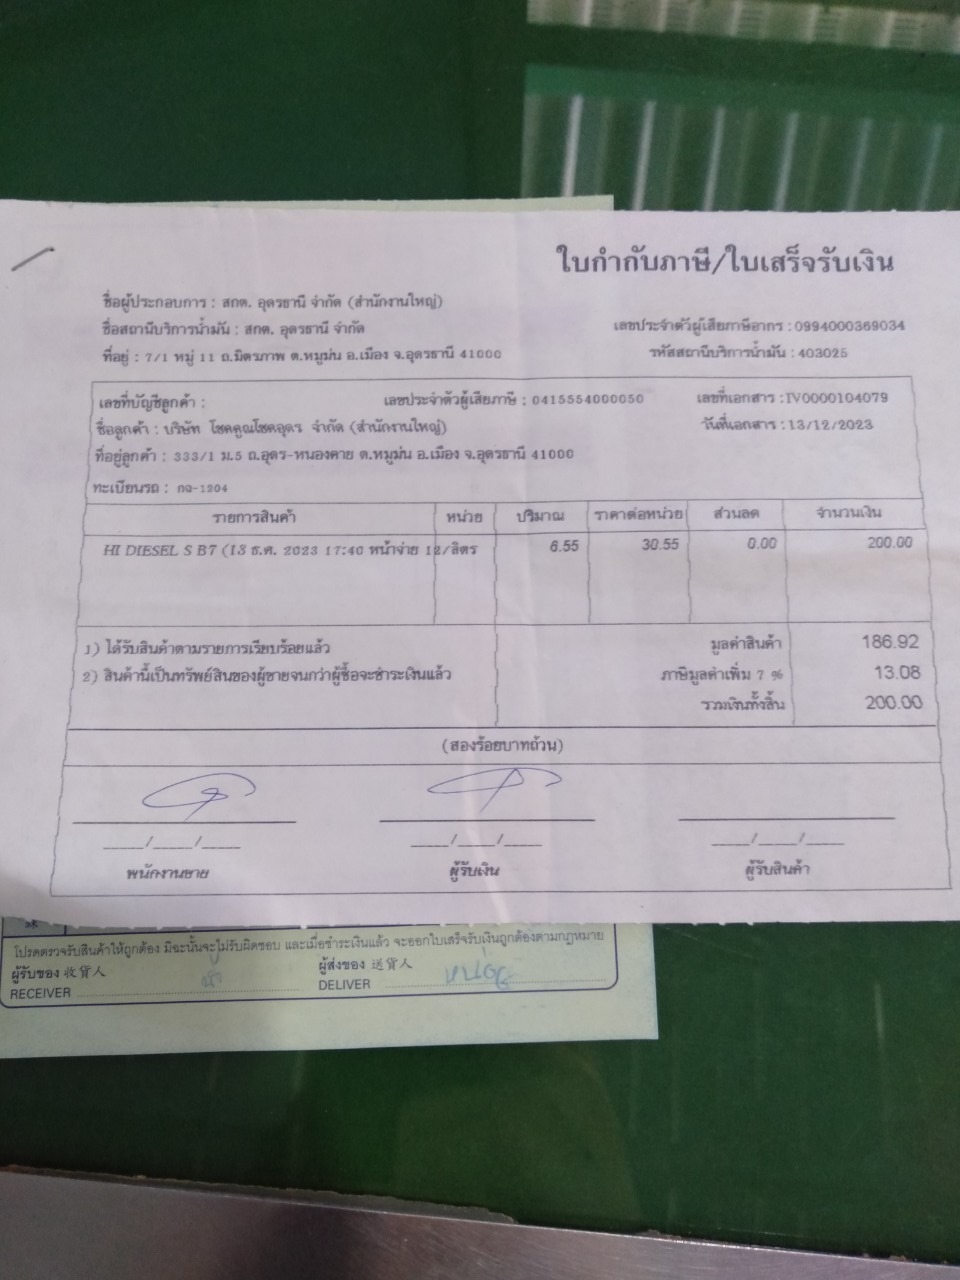 ใบกำกับภาษี/ใบเสร็จรับเงิน
ชื่อผู้ประกอบการ : สกต. อุดรธานี จำกัด (สำนักงานใหญ่)
ชื่อสถานีบริการน้ำมัน : สกต. อุดรธานี จำกัด
เลขประจำตัวผู้เสียภาษีอากร : 0994000369034
ที่อยู่ : 7/1 หมู่ 11 ถ.มิตรภาพ ต.หมูม่น อ.เมือง จ.อุดรธานี 41000
รหัสสถานีบริการน้ำมัน : 403025
เลขที่บัญชีลูกค้า : เลขประจำตัวผู้เสียภาษี : 0415554000050 เลขที่เอกสาร : IV0000104079
ชื่อลูกค้า : บริษัท โชคคูณโชคอุดร จำกัด (สำนักงานใหญ่) วันที่เอกสาร : 13/12/2023
ที่อยู่ลูกค้า : 333/1 ม.5 ถ.อุดร-หนองคาย ต.หมูม่น อ.เมือง จ.อุดรธานี 41000
ทะเบียนรถ : กฉ-1204
รายการสินค้า หน่วย ปริมาณ ราคาต่อหน่วย ส่วนลด จำนวนเงิน
HI DIESEL S B7 (13 ธ.ค. 2023 17:40 หน้าจ่าย 12/ลิตร 6.55 30.55 0.00 200.00
1) ได้รับสินค้าตามรายการเรียบร้อยแล้ว มูลค่าสินค้า 186.92
2) สินค้านี้เป็นทรัพย์สินของผู้ขายจนกว่าผู้ซื้อจะชำระเงินแล้ว ภาษีมูลค่าเพิ่ม 7 % 13.08
รวมเงินทั้งสิ้น 200.00
(สองร้อยบาทถ้วน)
____/____/____ ____/____/____ ____/____/____
พนักงานขาย ผู้รับเงิน ผู้รับสินค้า
โปรดตรวจรับสินค้าให้ถูกต้อง มิฉะนั้นจะไม่รับผิดชอบ และเมื่อชำระเงินแล้ว จะออกใบเสร็จรับเงินถูกต้องตามกฎหมาย
ผู้รับของ 收貨人 ผู้ส่งของ 送貨人
RECEIVER DELIVER